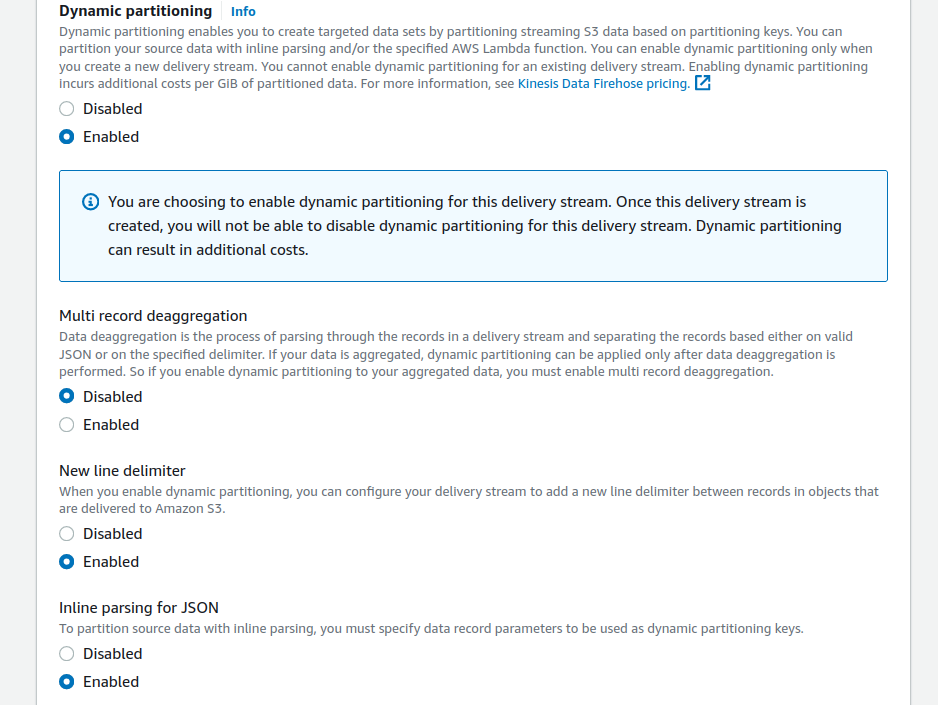 Dynamic partitioning Info
Dynamic partitioning enables you to create targeted data sets by partitioning streaming S3 data based on partitioning keys. You can
partition your source data with inline parsing and/or the specified AWS Lambda function. You can enable dynamic partitioning only when
you create a new delivery stream. You cannot enable dynamic partitioning for an existing delivery stream. Enabling dynamic partitioning
incurs additional costs per GiB of partitioned data. For more information, see Kinesis Data Firehose pricing.
Disabled
Enabled
You are choosing to enable dynamic partitioning for this delivery stream. Once this delivery stream is
created, you will not be able to disable dynamic partitioning for this delivery stream. Dynamic partitioning
can result in additional costs.
Multi record deaggregation
Data deaggregation is the process of parsing through the records in a delivery stream and separating the records based either on valid
JSON or on the specified delimiter. If your data is aggregated, dynamic partitioning can be applied only after data deaggregation is
performed. So if you enable dynamic partitioning to your aggregated data, you must enable multi record deaggregation.
Disabled
Enabled
New line delimiter
When you enable dynamic partitioning, you can configure your delivery stream to add a new line delimiter between records in objects that
are delivered to Amazon S3.
Disabled
Enabled
Inline parsing for JSON
To partition source data with inline parsing, you must specify data record parameters to be used as dynamic partitioning keys.
Disabled
Enabled